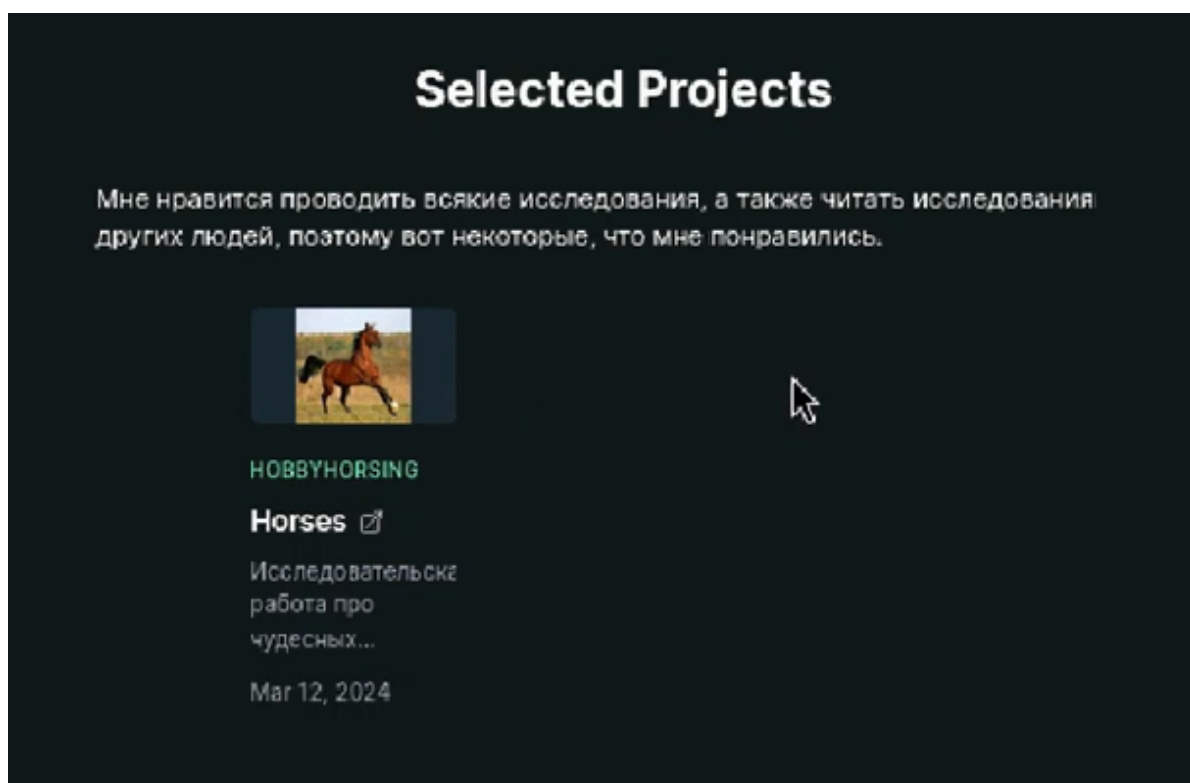 Selected Projects
Мне нравится проводить всякие исследования, а также читать исследования
других людей, поэтому вот некоторые, что мне понравились.
HOBBYHORSING
Horses
Исследовательска
работа про
чудесных...
Mar 12, 2024